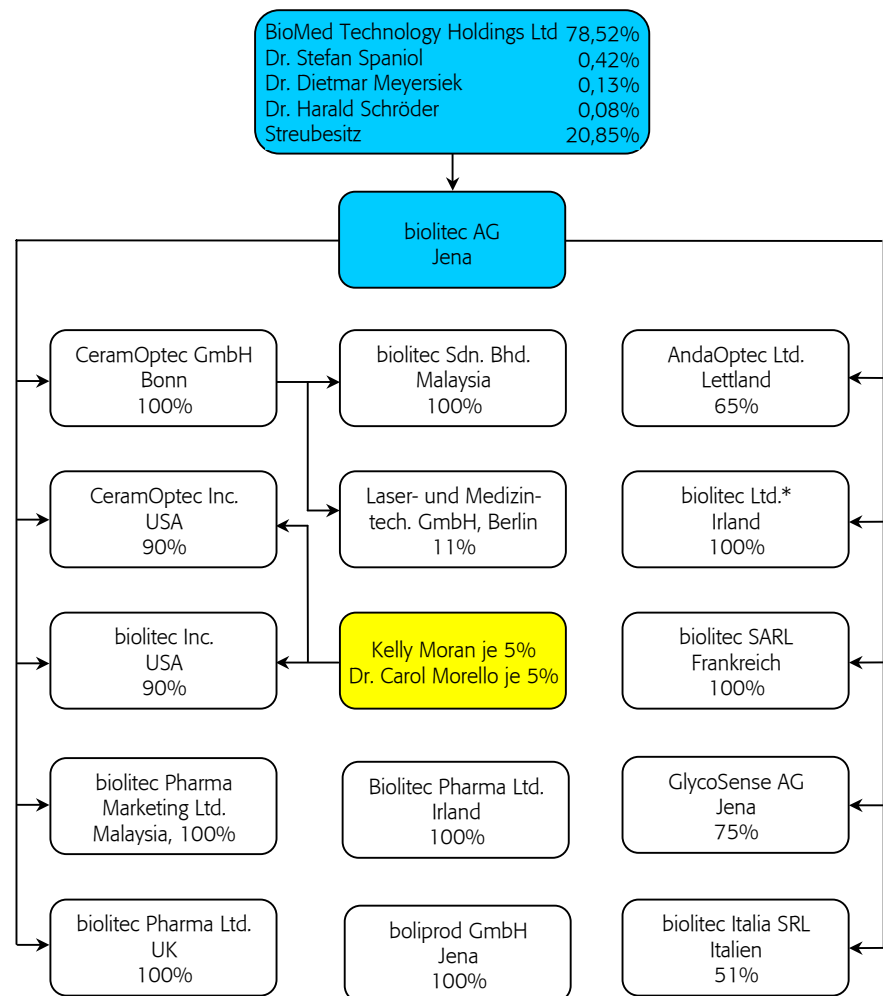 BioMed Technology Holdings Ltd 78,52%
Dr. Stefan Spaniol 0,42%
Dr. Dietmar Meyersiek 0,13%
Dr. Harald Schröder 0,08%
Streubesitz 20,85%
biolitec AG
Jena
CeramOptec GmbH
Bonn
100%
biolitec Sdn. Bhd.
Malaysia
100%
AndaOptec Ltd.
Lettland
65%
CeramOptec Inc.
USA
90%
Laser- und Medizin-
tech. GmbH, Berlin
11%
biolitec Ltd.*
Irland
100%
biolitec Inc.
USA
90%
Kelly Moran je 5%
Dr. Carol Morello je 5%
biolitec SARL
Frankreich
100%
biolitec Pharma
Marketing Ltd.
Malaysia, 100%
Biolitec Pharma Ltd.
Irland
100%
GlycoSense AG
Jena
75%
biolitec Pharma Ltd.
UK
100%
boliprod GmbH
Jena
100%
biolitec Italia SRL
Italien
51%